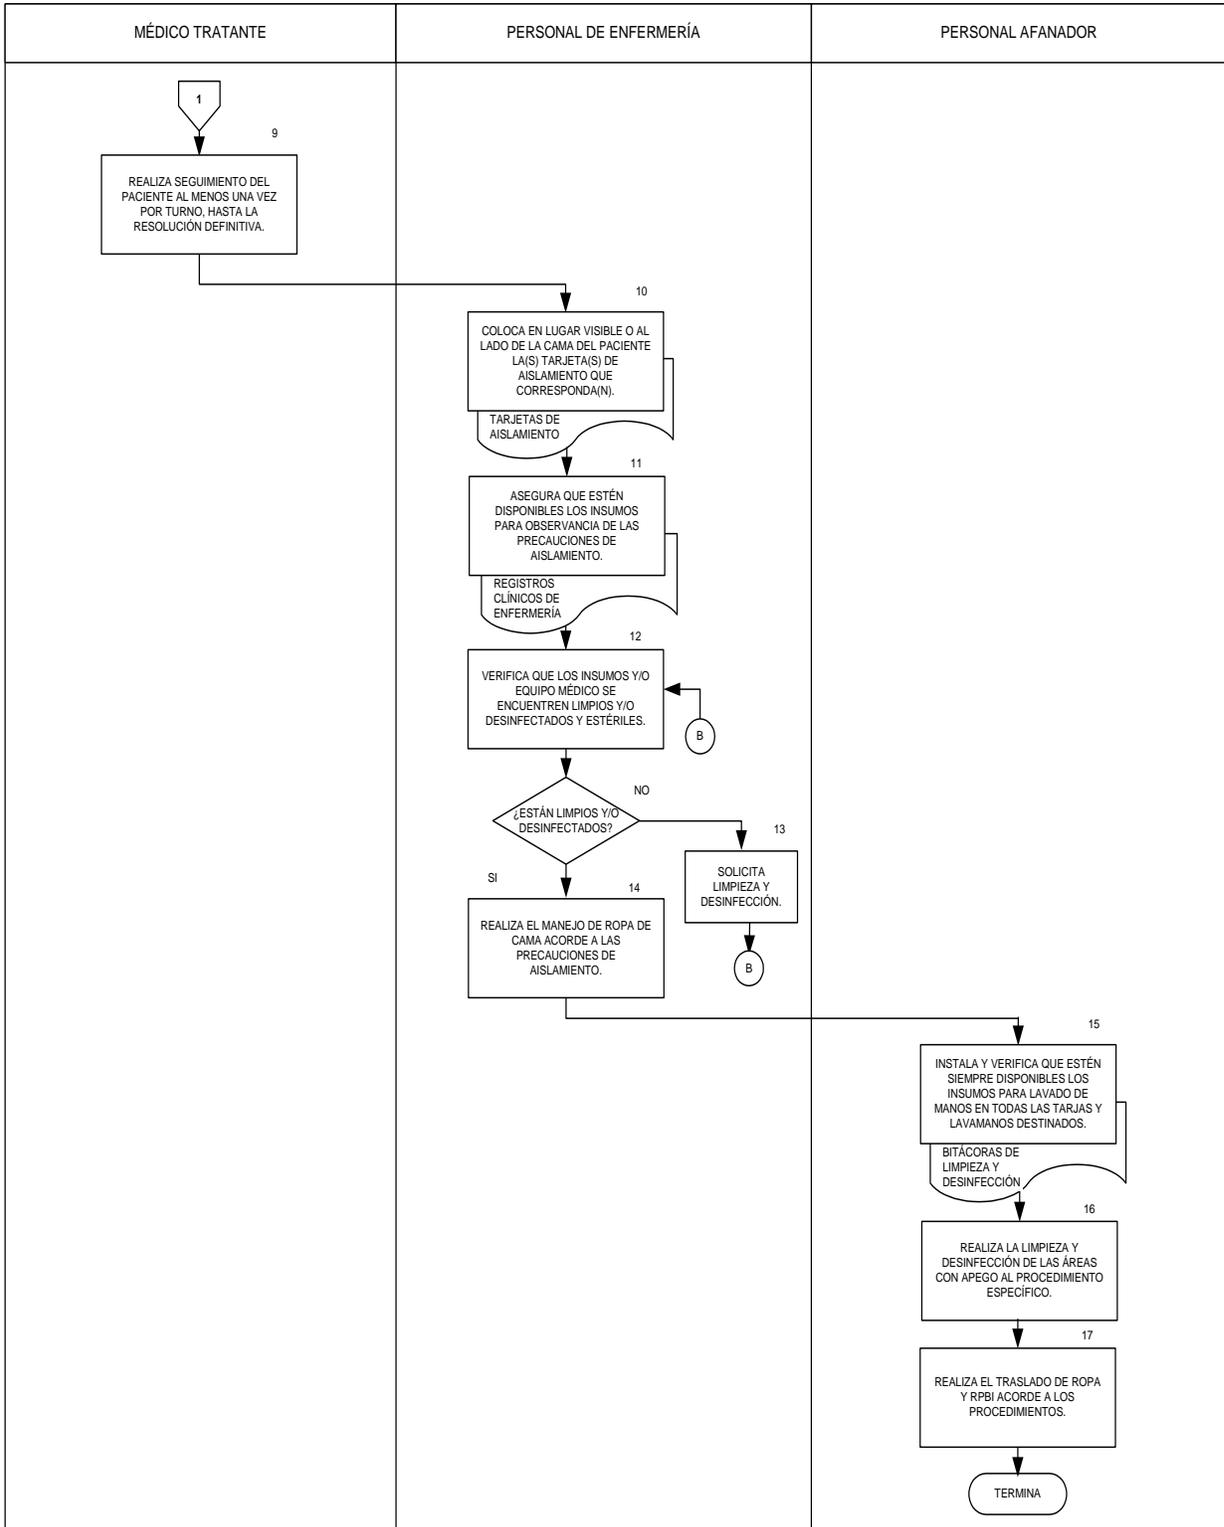 MÉDICO TRATANTE
PERSONAL DE ENFERMERÍA
PERSONAL AFANADOR
1
9
REALIZA SEGUIMIENTO DEL
PACIENTE AL MENOS UNA VEZ
POR TURNO, HASTA LA
RESOLUCIÓN DEFINITIVA.
10
COLOCA EN LUGAR VISIBLE O AL
LADO DE LA CAMA DEL PACIENTE
LA(S) TARJETA(S) DE
AISLAMIENTO QUE
CORRESPONDA(N).
TARJETAS DE
AISLAMIENTO
11
ASEGURA QUE ESTÉN
DISPONIBLES LOS INSUMOS
PARA OBSERVANCIA DE LAS
PRECAUCIONES DE
AISLAMIENTO.
REGISTROS
CLÍNICOS DE
ENFERMERÍA
12
VERIFICA QUE LOS INSUMOS Y/O
EQUIPO MÉDICO SE
ENCUENTREN LIMPIOS Y/O
DESINFECTADOS Y ESTÉRILES.
B
¿ESTÁN LIMPIOS Y/O
DESINFECTADOS?
NO
13
SOLICITA
LIMPIEZA Y
DESINFECCIÓN.
B
SI
14
REALIZA EL MANEJO DE ROPA DE
CAMA ACORDE A LAS
PRECAUCIONES DE
AISLAMIENTO.
15
INSTALA Y VERIFICA QUE ESTÉN
SIEMPRE DISPONIBLES LOS
INSUMOS PARA LAVADO DE
MANOS EN TODAS LAS TARJAS Y
LAVAMANOS DESTINADOS.
BITÁCORAS DE
LIMPIEZA Y
DESINFECCIÓN
16
REALIZA LA LIMPIEZA Y
DESINFECCIÓN DE LAS ÁREAS
CON APEGO AL PROCEDIMIENTO
ESPECÍFICO.
17
REALIZA EL TRASLADO DE ROPA
Y RPBI ACORDE A LOS
PROCEDIMIENTOS.
TERMINA